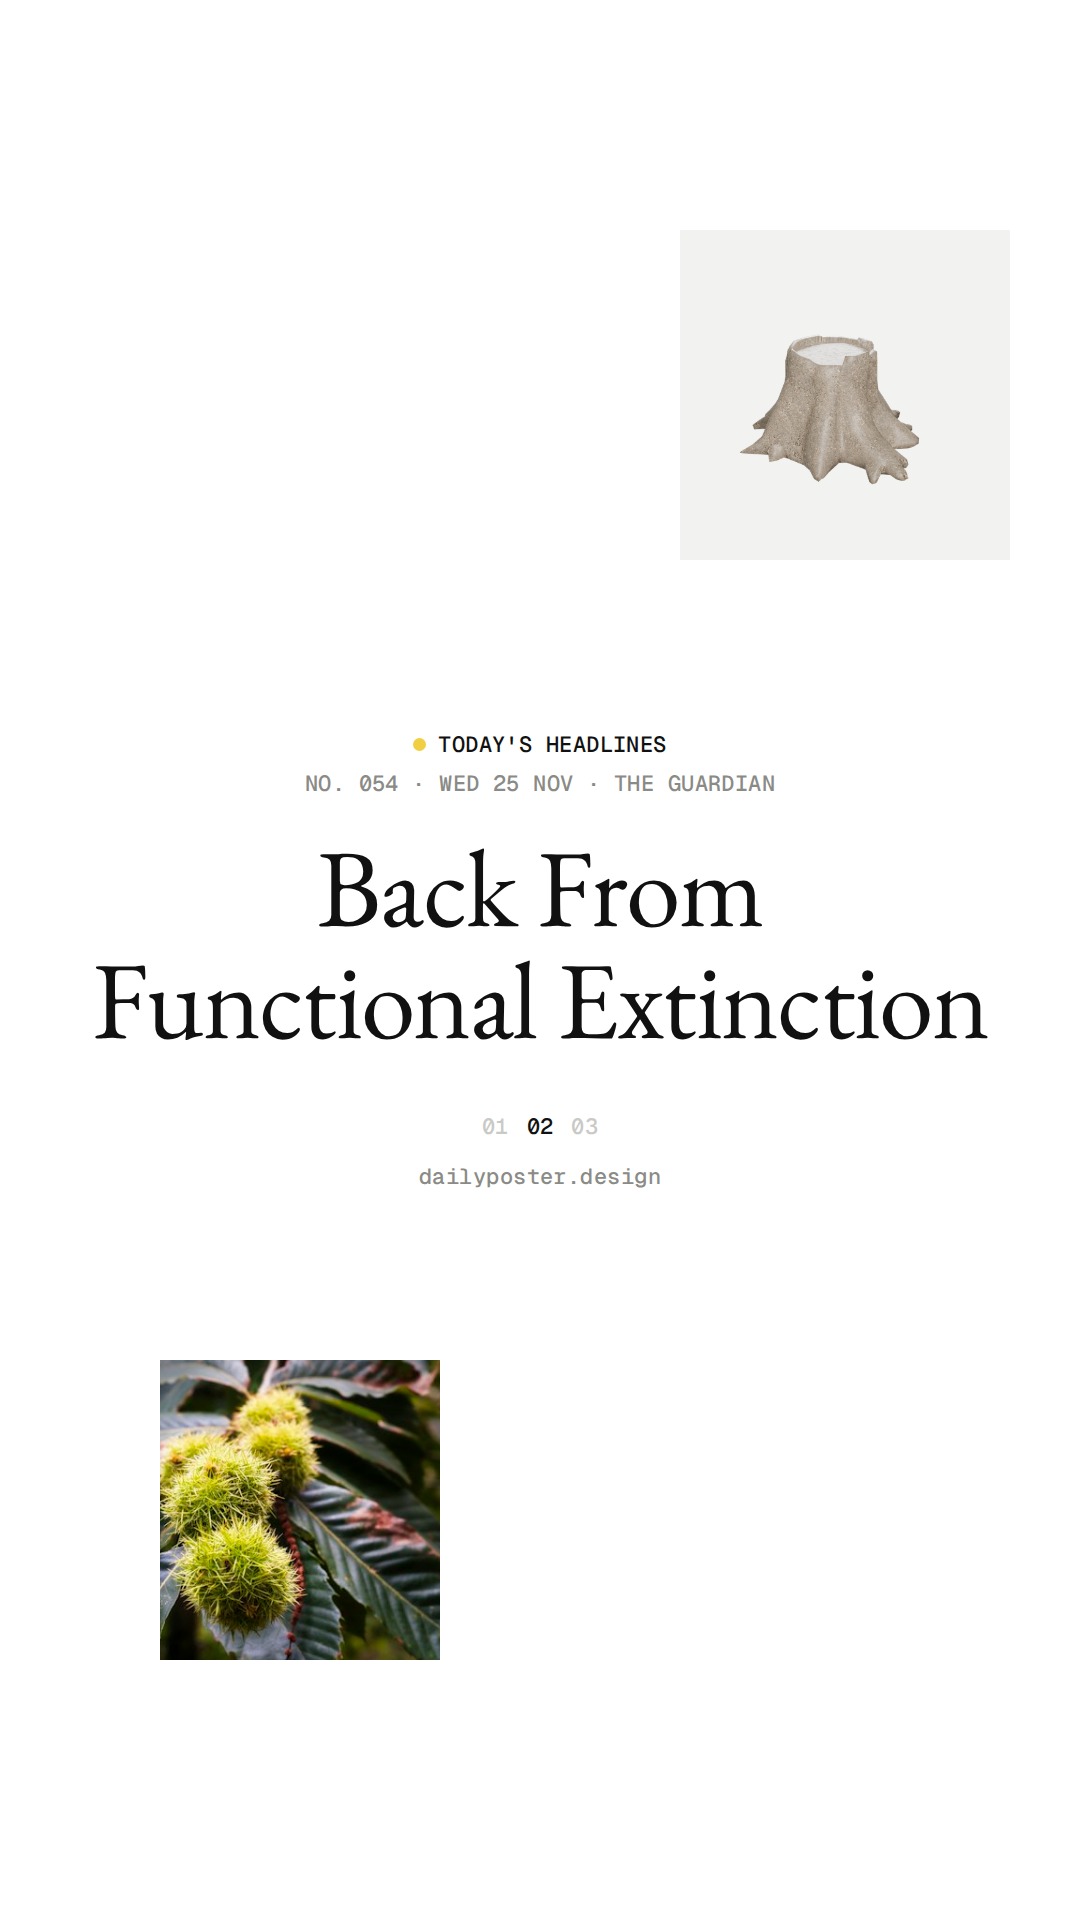 TODAY'S HEADLINES
NO. 054 · WED 25 NOV · THE GUARDIAN
Back From
Functional Extinction
01 02 03
dailyposter.design